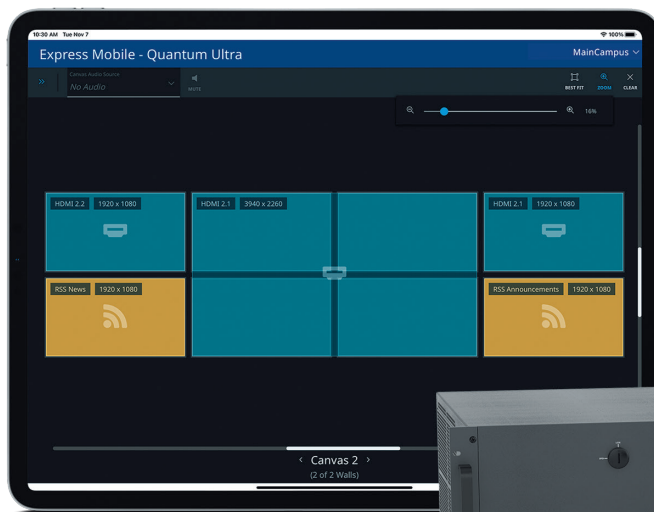 10:30 AM Tue Nov 7
100%
Express Mobile - Quantum Ultra
MainCampus
Canvas Audio Source
No Audio
MUTE
BEST FIT
ZOOM
CLEAR
16%
HDMI 2.2 1920 x 1080
HDMI 2.1 3940 x 2260
HDMI 2.1 1920 x 1080
RSS News 1920 x 1080
RSS Announcements 1920 x 1080
Canvas 2
(2 of 2 Walls)